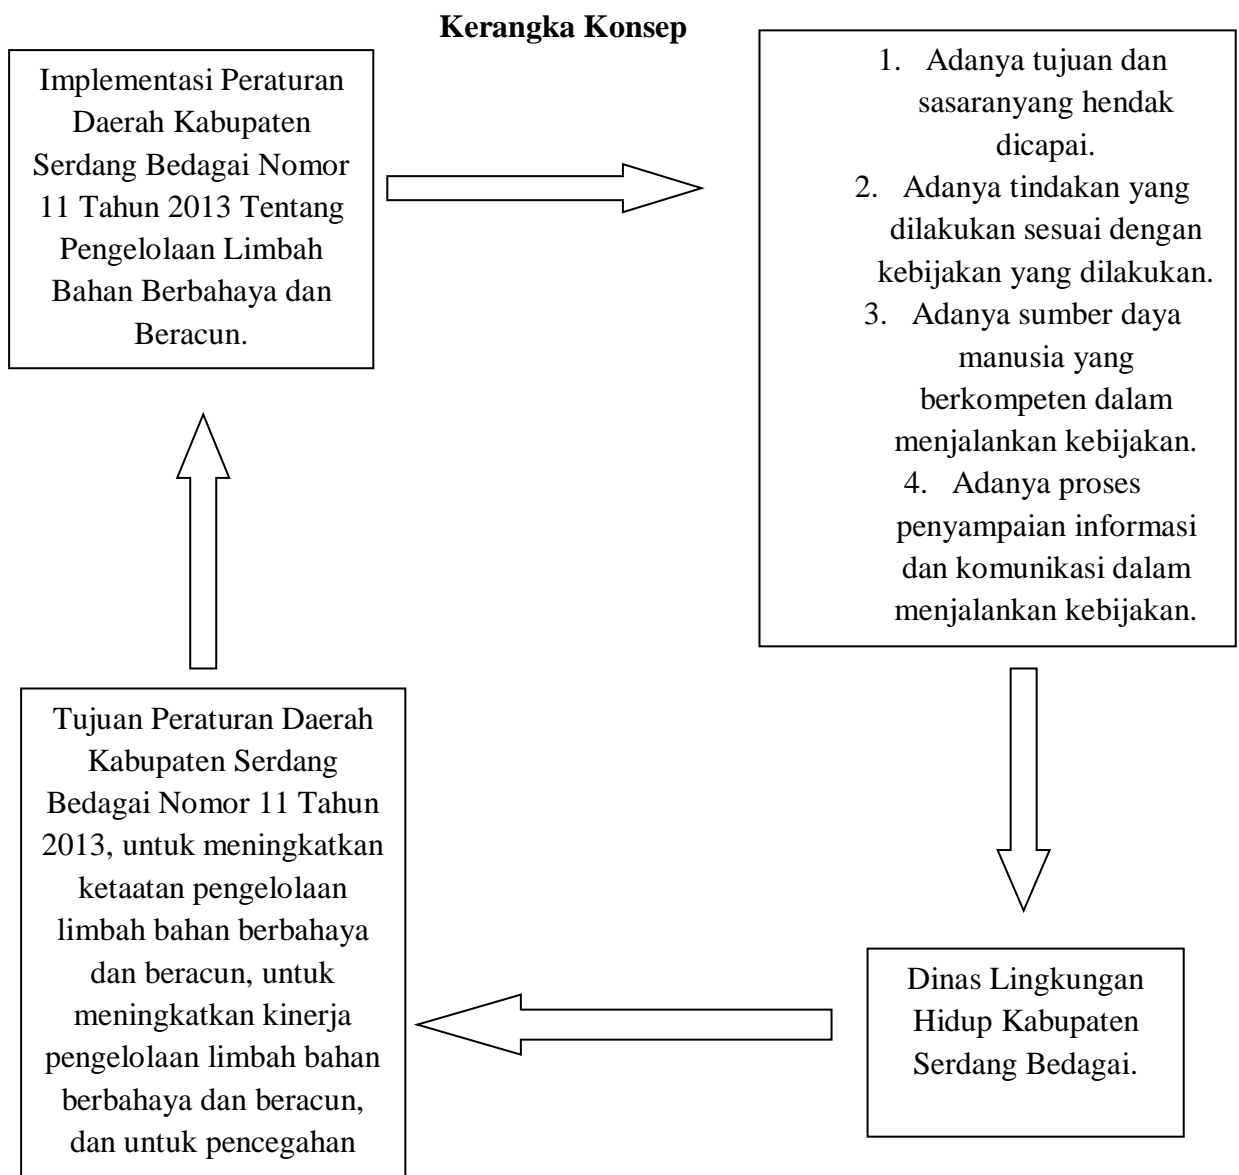 Kerangka Konsep
Implementasi Peraturan
Daerah Kabupaten
Serdang Bedagai Nomor
11 Tahun 2013 Tentang
Pengelolaan Limbah
Bahan Berbahaya dan
Beracun.
1. Adanya tujuan dan
sasaranyang hendak
dicapai.
2. Adanya tindakan yang
dilakukan sesuai dengan
kebijakan yang dilakukan.
3. Adanya sumber daya
manusia yang
berkompeten dalam
menjalankan kebijakan.
4. Adanya proses
penyampaian informasi
dan komunikasi dalam
menjalankan kebijakan.
Dinas Lingkungan
Hidup Kabupaten
Serdang Bedagai.
Tujuan Peraturan Daerah
Kabupaten Serdang
Bedagai Nomor 11 Tahun
2013, untuk meningkatkan
ketaatan pengelolaan
limbah bahan berbahaya
dan beracun, untuk
meningkatkan kinerja
pengelolaan limbah bahan
berbahaya dan beracun,
dan untuk pencegahan